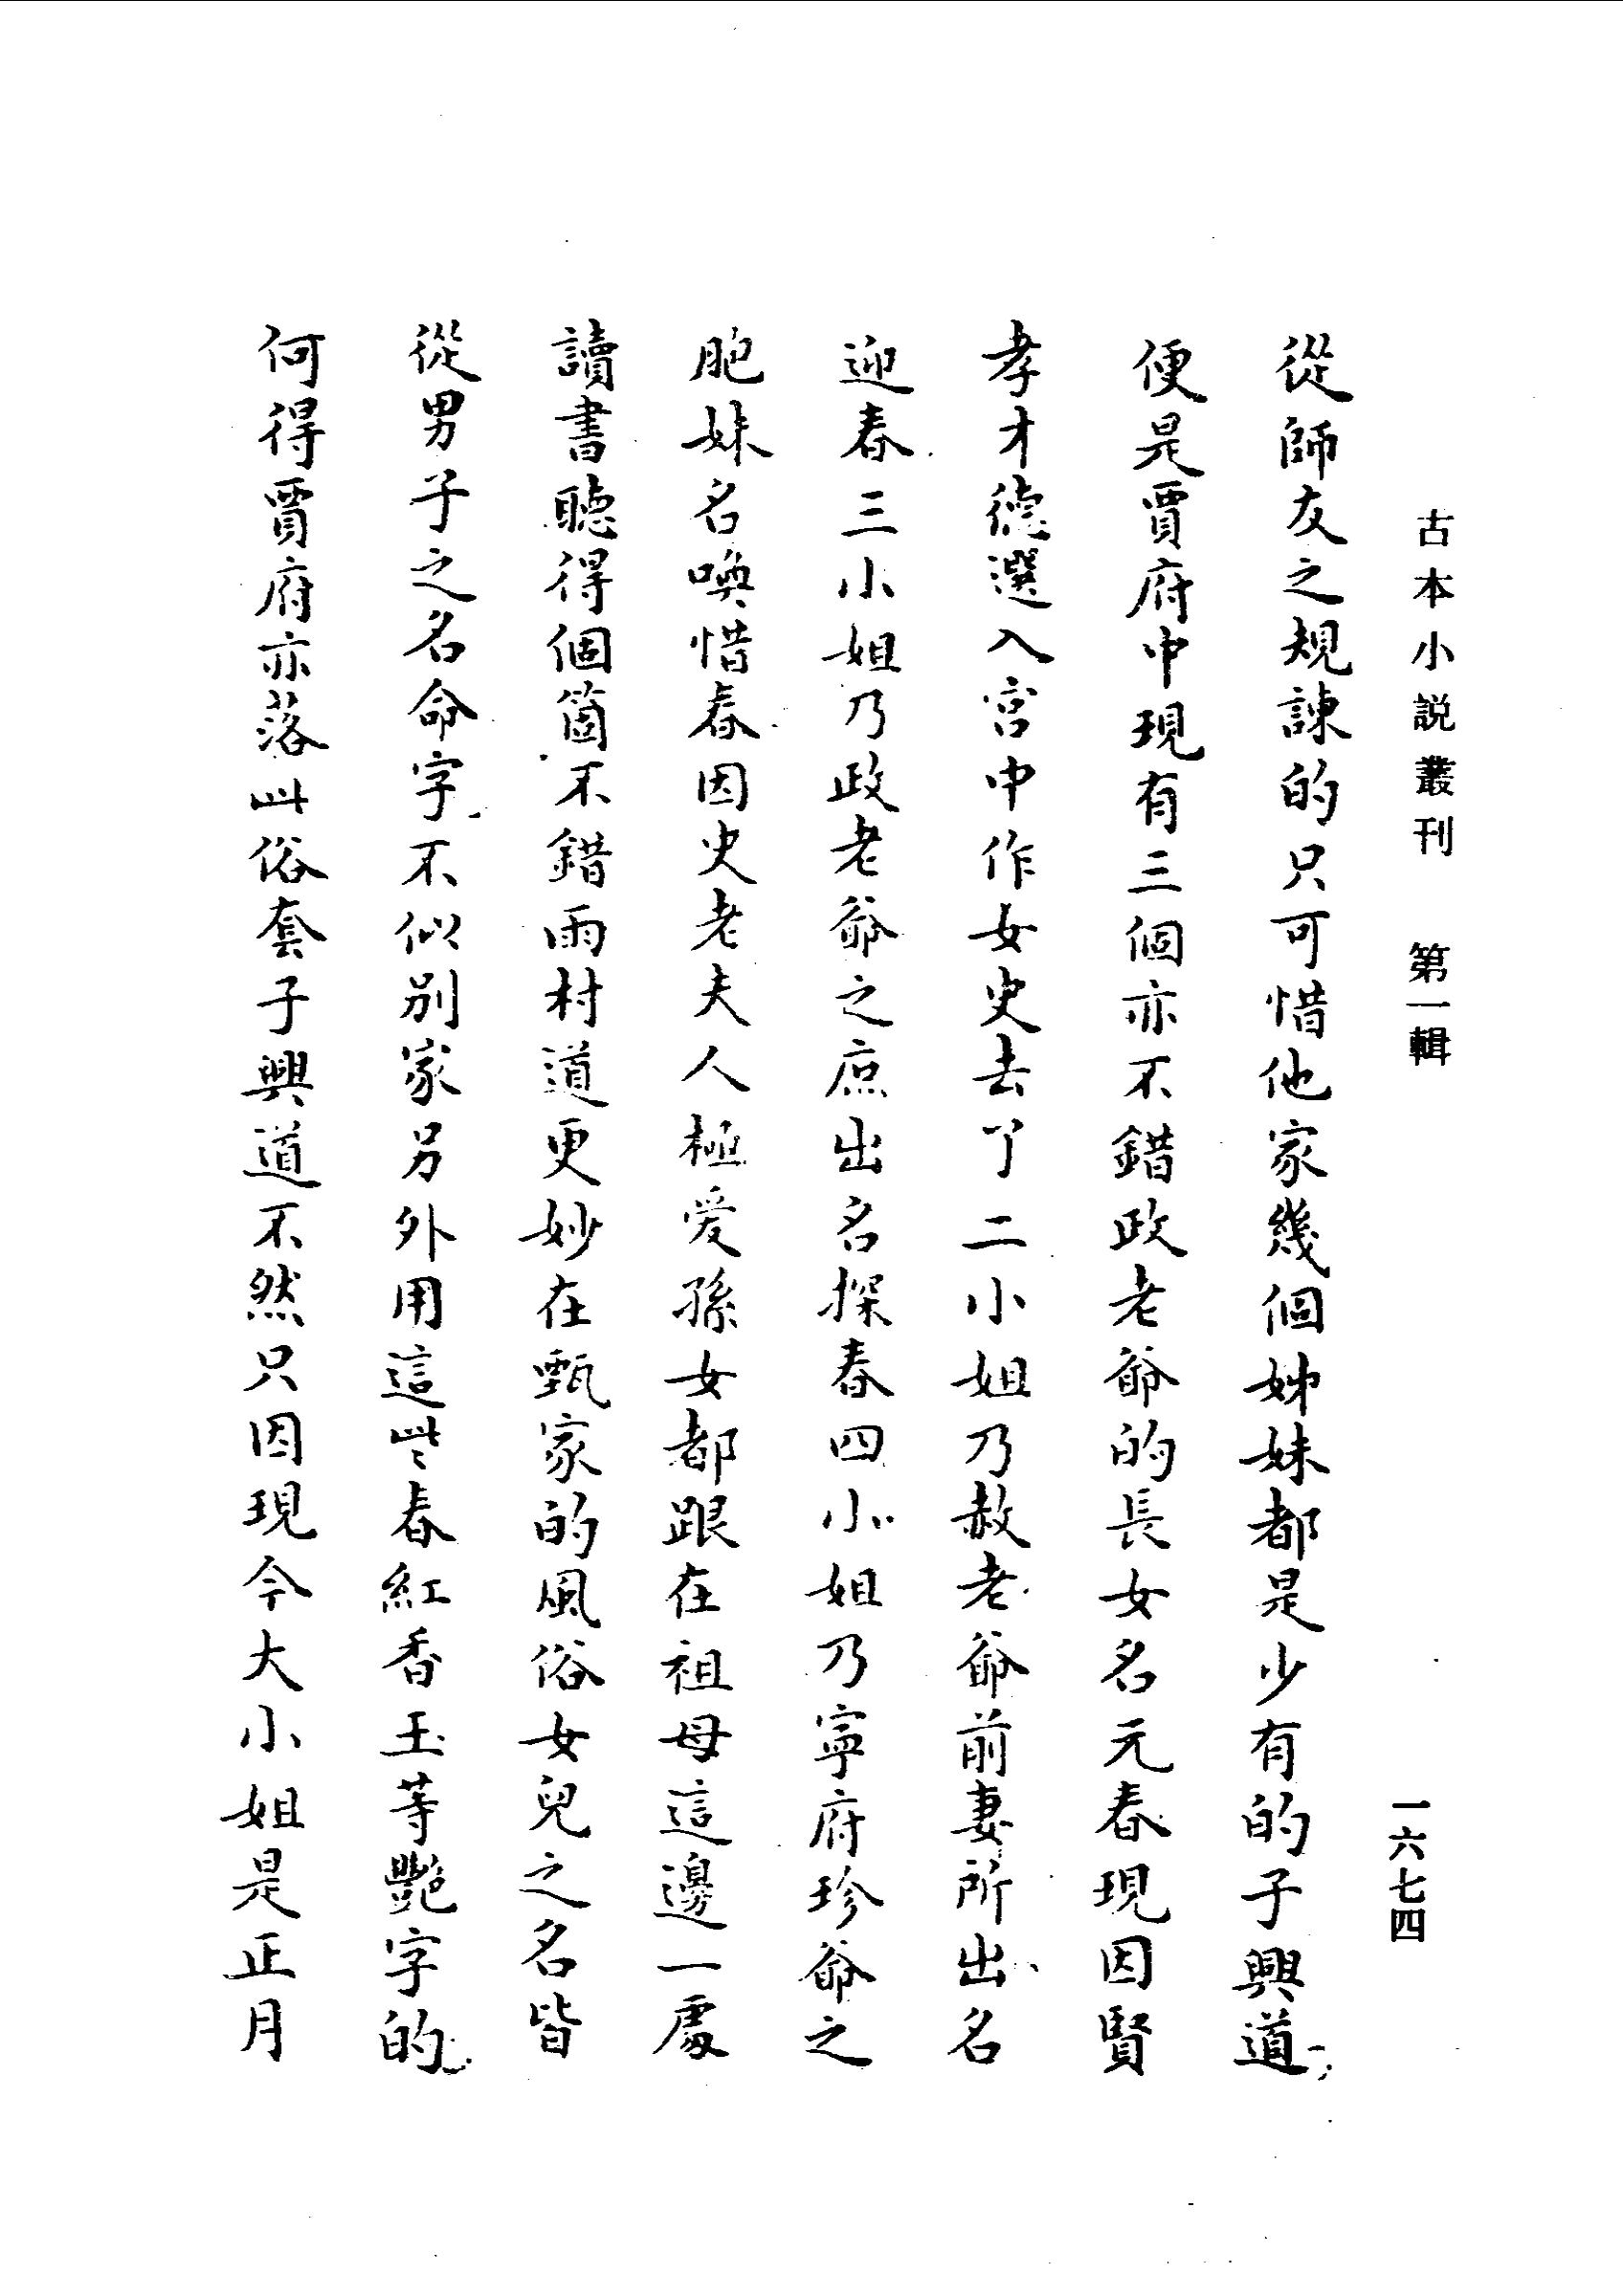 古本小説叢刊 第一輯 一六七四
從師友之規諫的只可惜他家幾個姊妹都是少有的子興道
便是賈府中現有三個亦不錯政老爺的長女名元春現因賢
孝才德選入宮中作女史去丫二小姐乃赦老爺前妻所出名
迎春三小姐乃政老爺之庶出名探春四小姐乃寧府珍爺之
胞妹名喚惜春因史老夫人極爱孫女都跟在祖母這邊一處
讀書聽得個箇不錯雨村道更妙在甄家的風俗女兒之名皆
從男子之名命字不似別家另外用這些春紅香玉等艷字的
何得賈府亦落此俗套子興道不然只因現今大小姐是正月